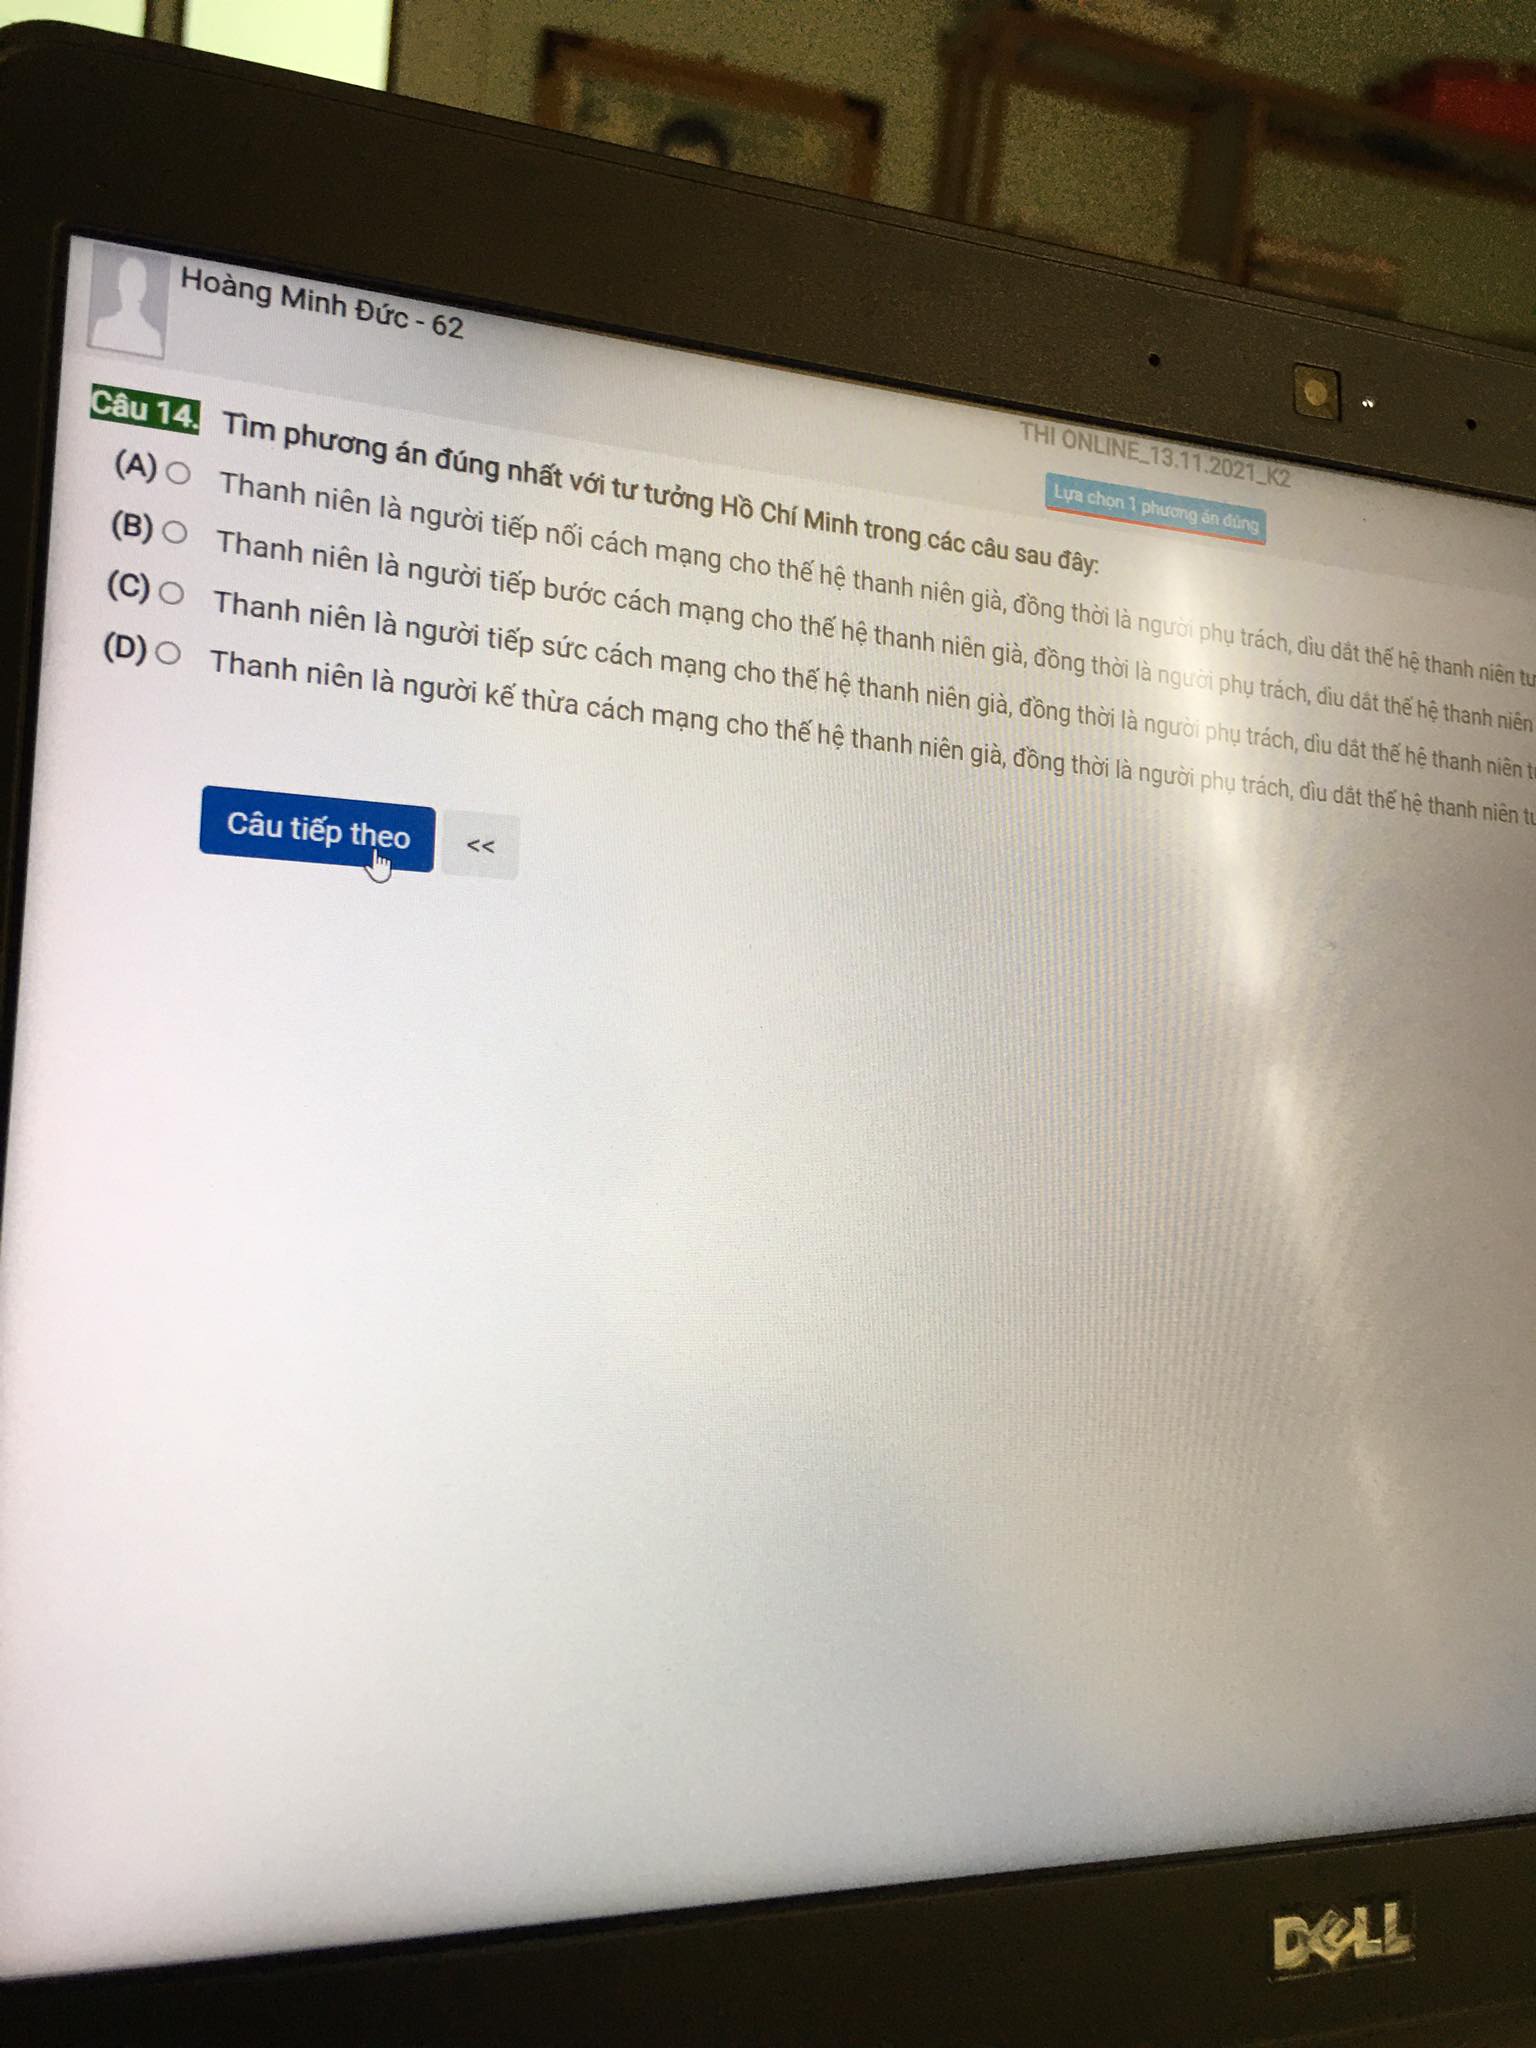 Hoàng Minh Đức - 62
THI ONLINE_13.11.2021_K2
Lựa chọn 1 phương án đúng
Câu 14. Tìm phương án đúng nhất với tư tưởng Hồ Chí Minh trong các câu sau đây:
(A) Thanh niên là người tiếp nối cách mạng cho thế hệ thanh niên già, đồng thời là người phụ trách, dìu dắt thế hệ thanh niên
(B) Thanh niên là người tiếp bước cách mạng cho thế hệ thanh niên già, đồng thời là người phụ trách, dìu dắt thế hệ thanh niên
(C) Thanh niên là người tiếp sức cách mạng cho thế hệ thanh niên già, đồng thời là người phụ trách, dìu dắt thế hệ thanh niên
(D) Thanh niên là người kế thừa cách mạng cho thế hệ thanh niên già, đồng thời là người phụ trách, dìu dắt thế hệ thanh niên
Câu tiếp theo <<
DELL